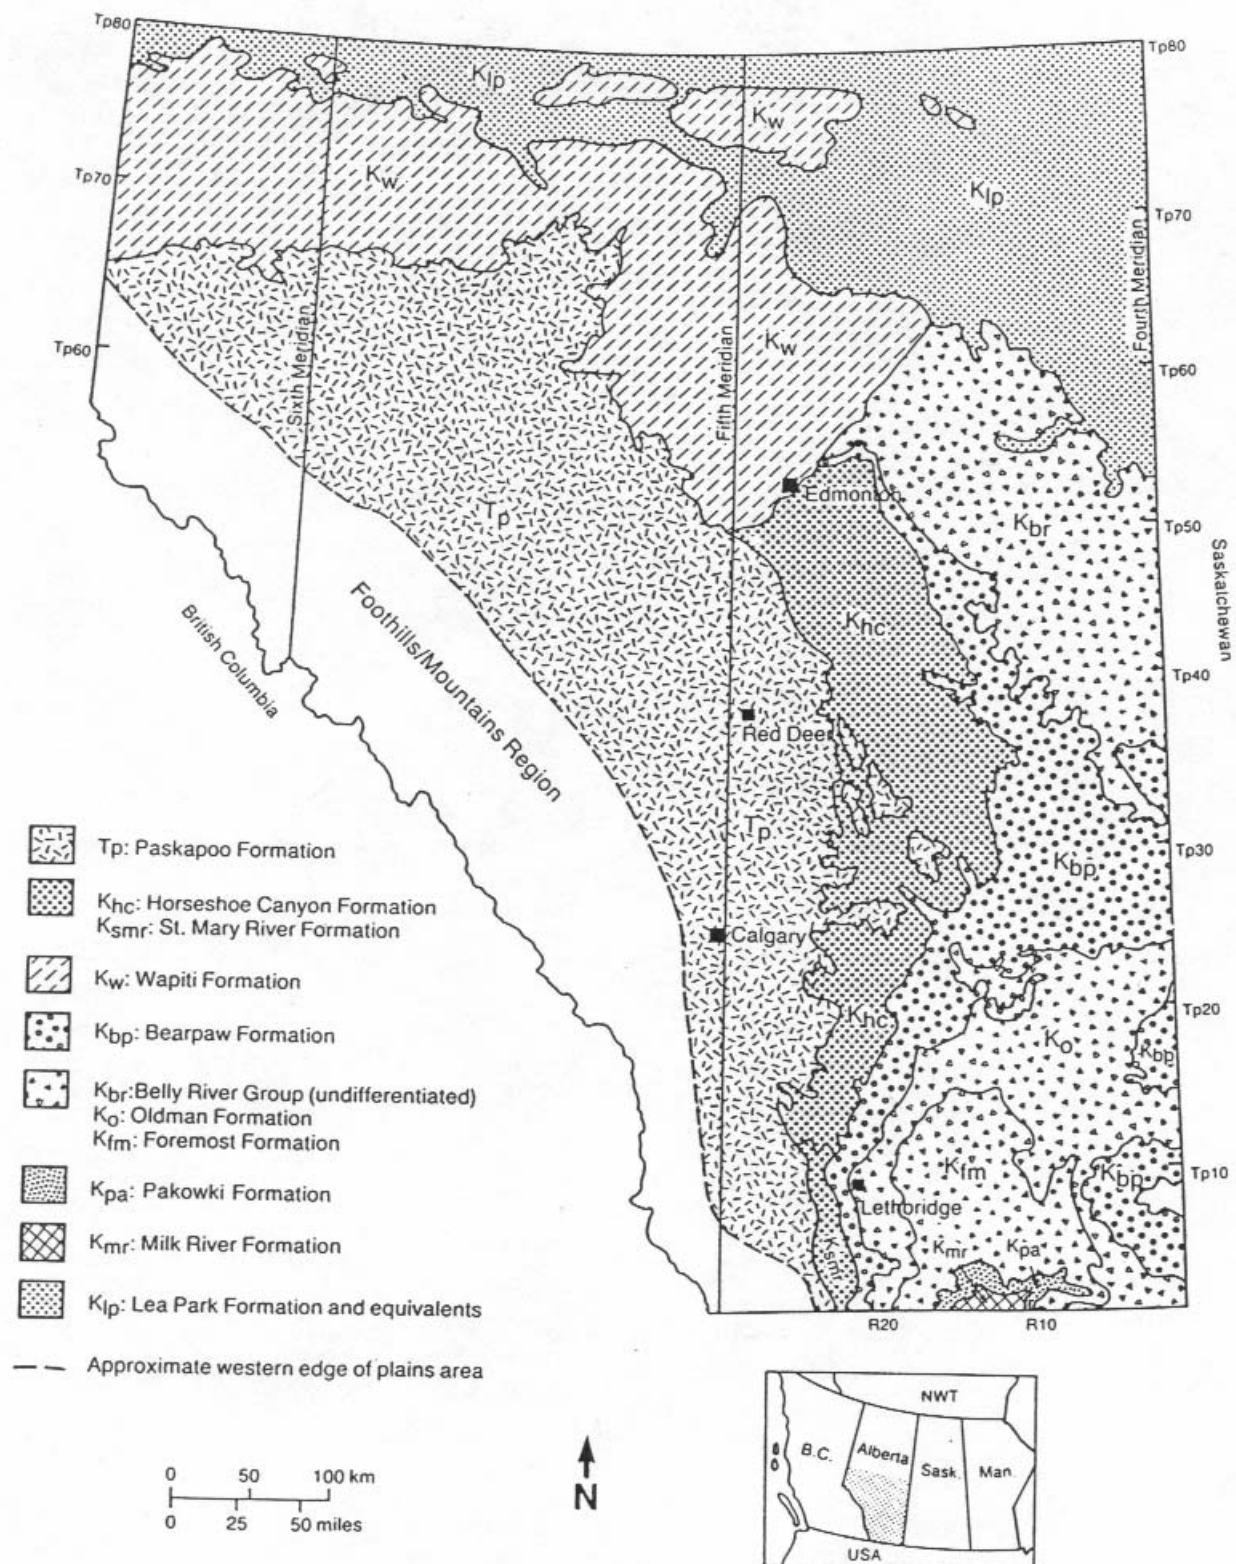 Tp80
Tp80
Klp
Kw
Kw
Klp
Tp70
Tp70
Fourth Meridian
Sixth Meridian
Fifth Meridian
Kw
Tp60
Tp60
Edmonton
Tp
Kbr
Tp50
Saskatchewan
British Columbia
Foothills/Mountains Region
Khc
Tp40
Red Deer
Tp
Kbp
Tp30
Calgary
Khc
Ko
Kbp
Tp20
Kfm
Kbp
Tp10
Lethbridge
Ksmr
Kmr
Kpa
R20
R10
Tp: Paskapoo Formation
Khc: Horseshoe Canyon Formation
Ksmr: St. Mary River Formation
Kw: Wapiti Formation
Kbp: Bearpaw Formation
Kbr:Belly River Group (undifferentiated)
Ko: Oldman Formation
Kfm: Foremost Formation
Kpa: Pakowki Formation
Kmr: Milk River Formation
Klp: Lea Park Formation and equivalents
Approximate western edge of plains area
0 50 100 km
0 25 50 miles
N
NWT
B.C.
Alberta
Sask.
Man.
USA